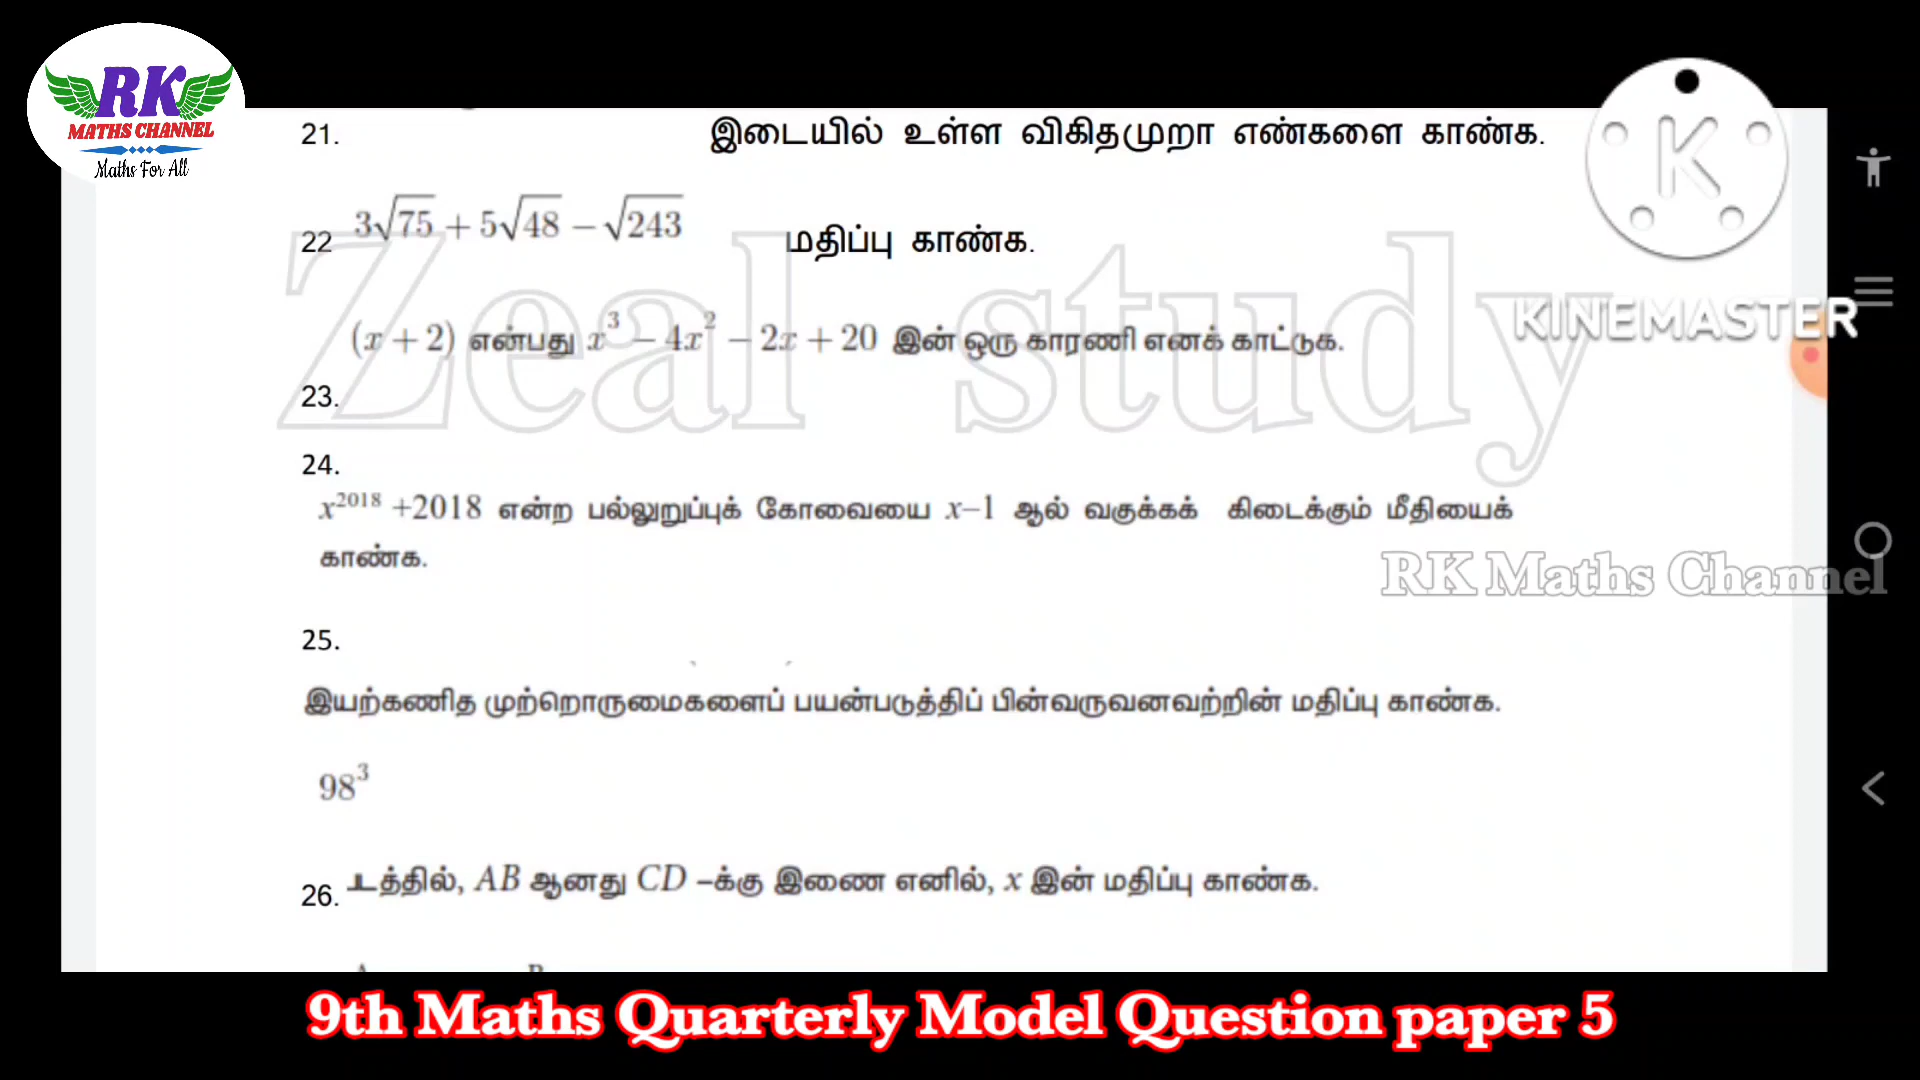 RK
MATHS CHANNEL
Maths For All
21. இடையில் உள்ள விகிதமுறா எண்களை காண்க.
22 3√75 + 5√48 − √243 மதிப்பு காண்க.
Zeal study
KINEMASTER
(x + 2) என்பது x³ − 4x² − 2x + 20 இன் ஒரு காரணி எனக் காட்டுக.
23.
24.
x²⁰¹⁸ +2018 என்ற பல்லுறுப்புக் கோவையை x–1 ஆல் வகுக்கக் கிடைக்கும் மீதியைக்
காண்க.
RK Maths Channel
25.
இயற்கணித முற்றொருமைகளைப் பயன்படுத்திப் பின்வருவனவற்றின் மதிப்பு காண்க.
98³
26. படத்தில், AB ஆனது CD –க்கு இணை எனில், x இன் மதிப்பு காண்க.
9th Maths Quarterly Model Question paper 5